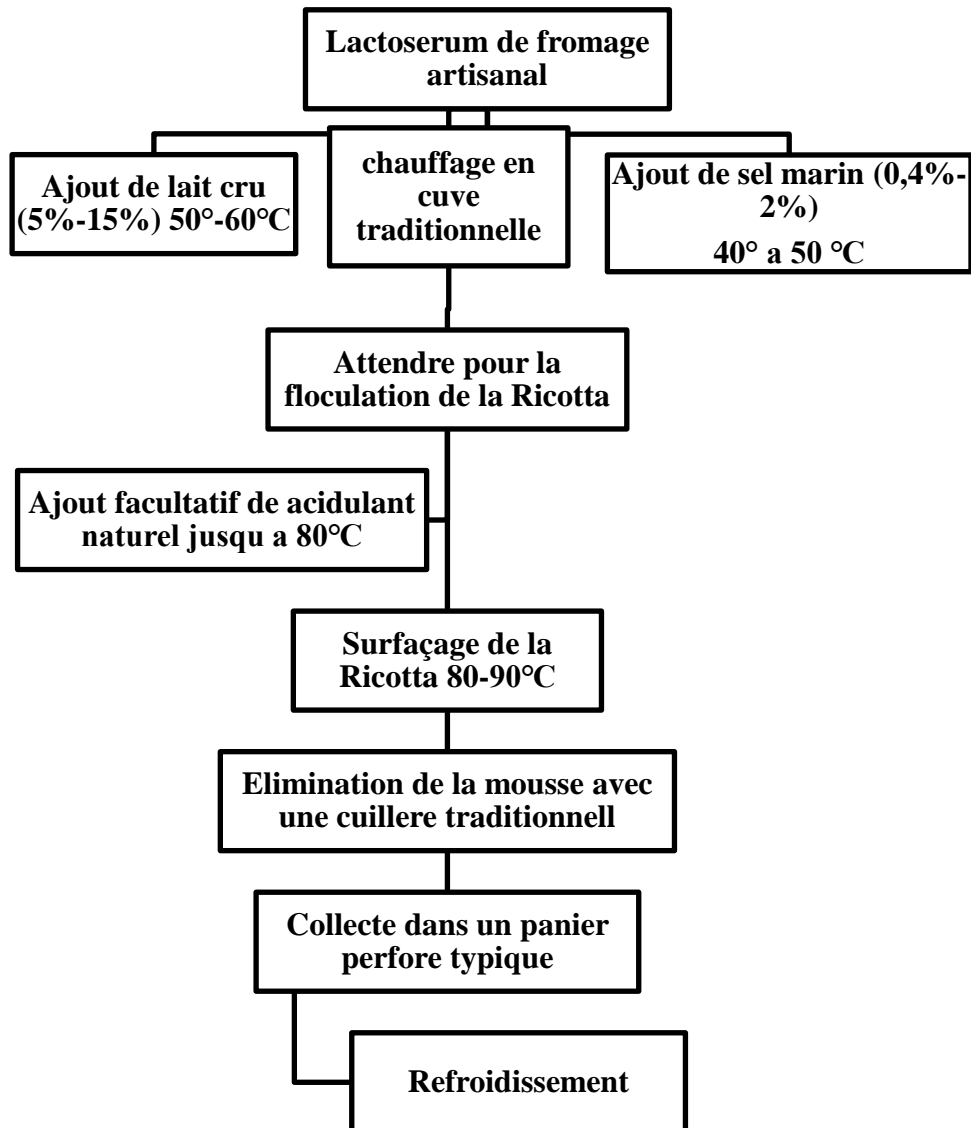 Lactoserum de fromage
artisanal
Ajout de lait cru
(5%-15%) 50°-60°C
chauffage en
cuve
traditionnelle
Ajout de sel marin (0,4%-
2%)
40° a 50 °C
Attendre pour la
floculation de la Ricotta
Ajout facultatif de acidulant
naturel jusqu a 80°C
Surfaçage de la
Ricotta 80-90°C
Elimination de la mousse avec
une cuillere traditionnell
Collecte dans un panier
perfore typique
Refroidissement